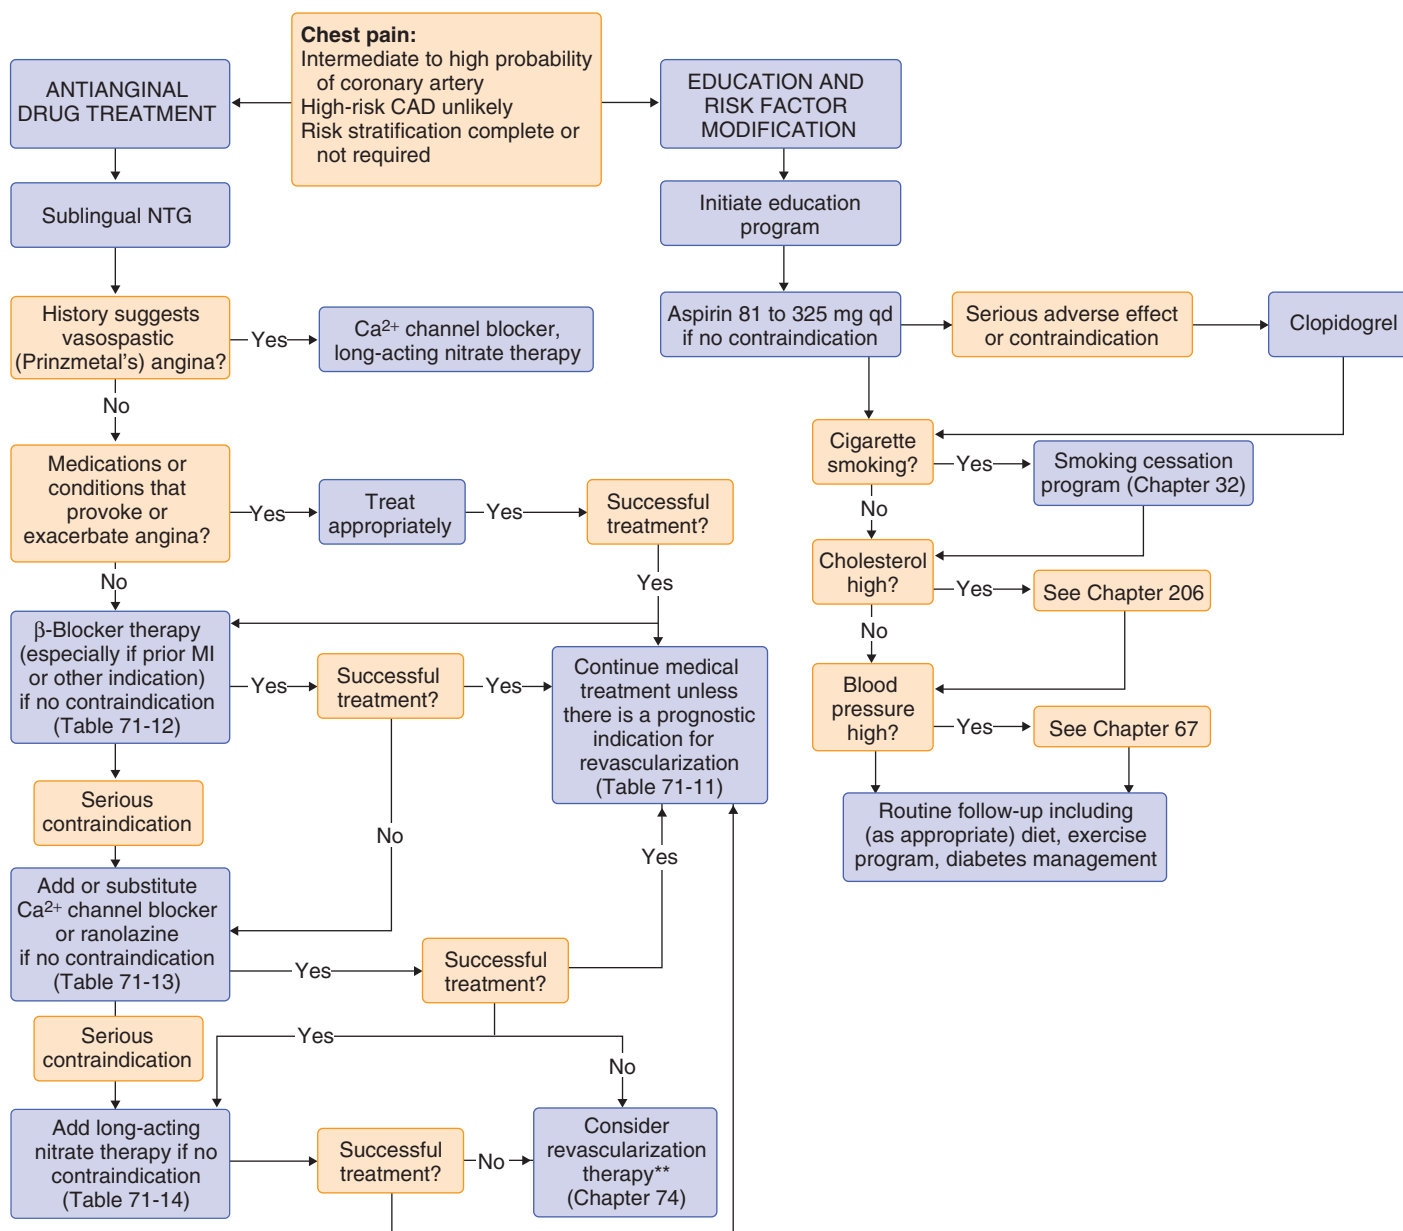 Chest pain:
Intermediate to high probability
of coronary artery
High-risk CAD unlikely
Risk stratification complete or
not required
ANTIANGINAL
DRUG TREATMENT
EDUCATION AND
RISK FACTOR
MODIFICATION
Sublingual NTG
Initiate education
program
History suggests
vasospastic
(Prinzmetal's) angina?
Yes
Ca²⁺ channel blocker,
long-acting nitrate therapy
Aspirin 81 to 325 mg qd
if no contraindication
Serious adverse effect
or contraindication
Clopidogrel
No
Cigarette
smoking?
Yes
Smoking cessation
program (Chapter 32)
Medications or
conditions that
provoke or
exacerbate angina?
Yes
Treat
appropriately
Yes
Successful
treatment?
No
Cholesterol
high?
Yes
See Chapter 206
No
Yes
No
β-Blocker therapy
(especially if prior MI
or other indication)
if no contraindication
(Table 71-12)
Yes
Successful
treatment?
Yes
Continue medical
treatment unless
there is a prognostic
indication for
revascularization
(Table 71-11)
Blood
pressure
high?
Yes
See Chapter 67
Serious
contraindication
No
Yes
Routine follow-up including
(as appropriate) diet, exercise
program, diabetes management
Add or substitute
Ca²⁺ channel blocker
or ranolazine
if no contraindication
(Table 71-13)
Yes
Successful
treatment?
Serious
contraindication
Yes
No
Add long-acting
nitrate therapy if no
contraindication
(Table 71-14)
Successful
treatment?
No
Consider
revascularization
therapy**
(Chapter 74)